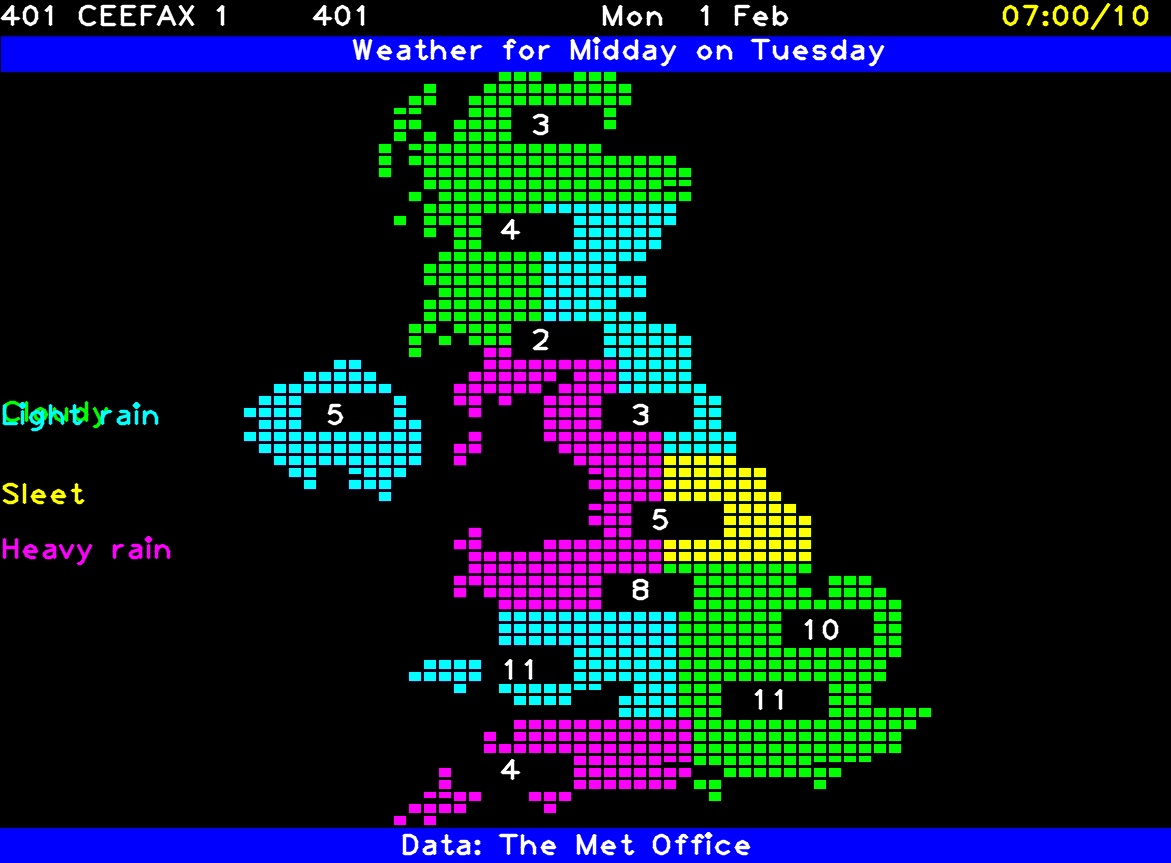 401 CEEFAX 1 401 Mon 1 Feb 07:00/10
Weather for Midday on Tuesday
3
4
2
5
3
Cloudy
Light rain
Sleet
5
Heavy rain
8
10
11
11
4
Data: The Met Office